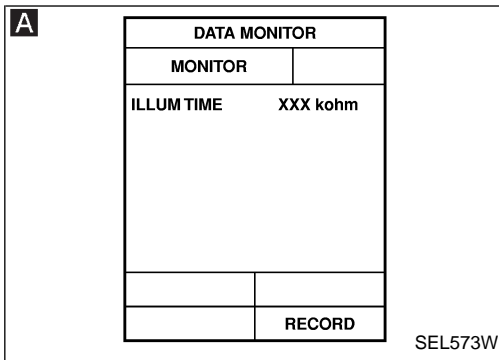 A
DATA MONITOR
MONITOR
ILLUM TIME XXX kohm
RECORD
SEL573W